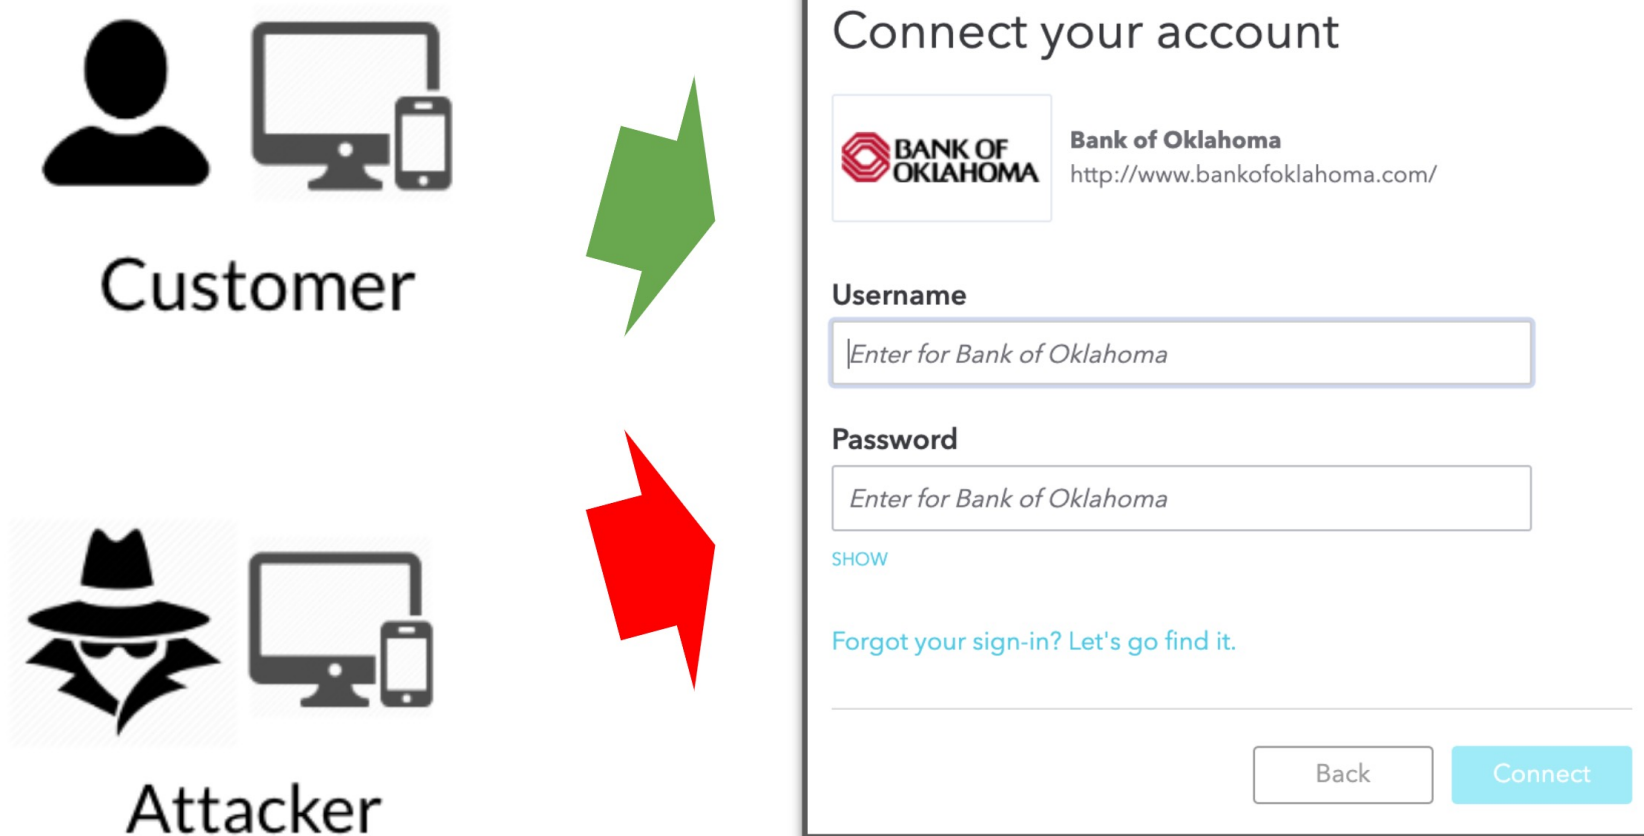 Customer
Attacker
Connect your account
BANK OF
OKLAHOMA
Bank of Oklahoma
http://www.bankofoklahoma.com/
Username
Enter for Bank of Oklahoma
Password
Enter for Bank of Oklahoma
SHOW
Forgot your sign-in? Let's go find it.
Back
Connect